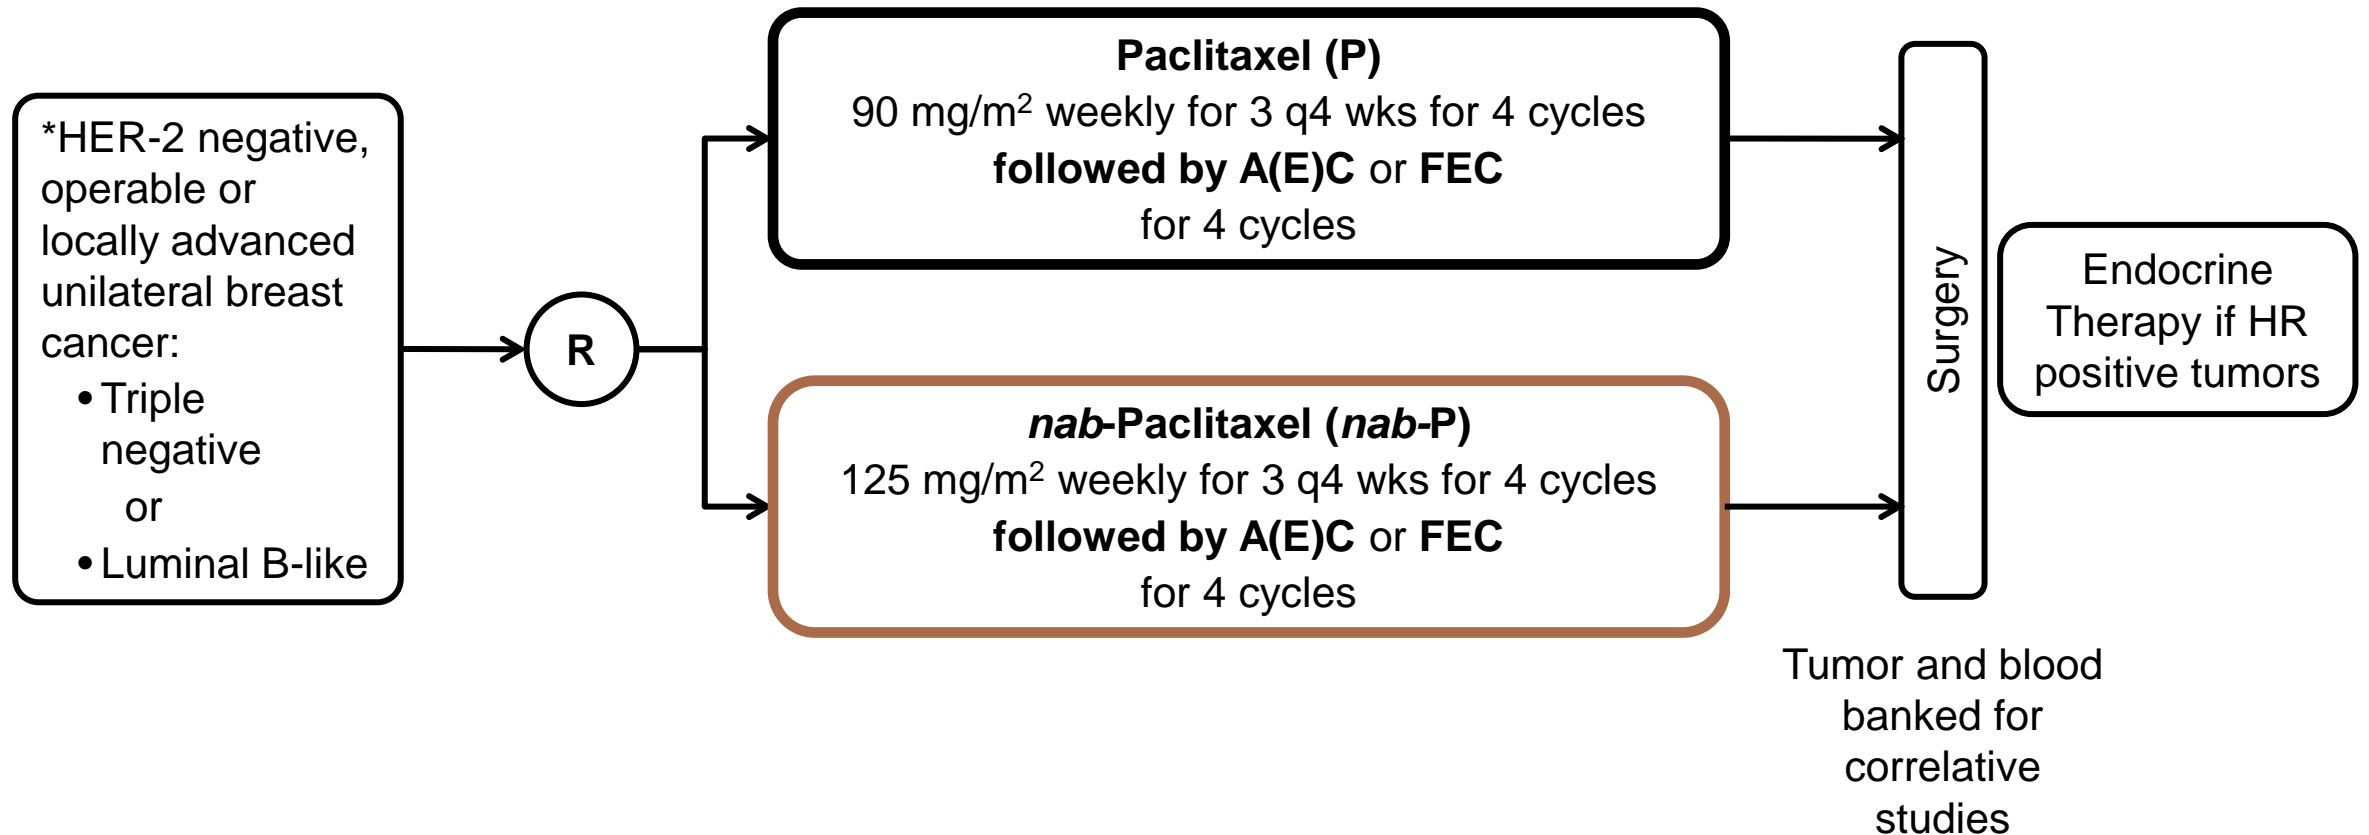 *HER-2 negative,
operable or
locally advanced
unilateral breast
cancer:
• Triple
negative
or
• Luminal B-like
R
Paclitaxel (P)
90 mg/m² weekly for 3 q4 wks for 4 cycles
followed by A(E)C or FEC
for 4 cycles
nab-Paclitaxel (nab-P)
125 mg/m² weekly for 3 q4 wks for 4 cycles
followed by A(E)C or FEC
for 4 cycles
Surgery
Endocrine
Therapy if HR
positive tumors
Tumor and blood
banked for
correlative
studies